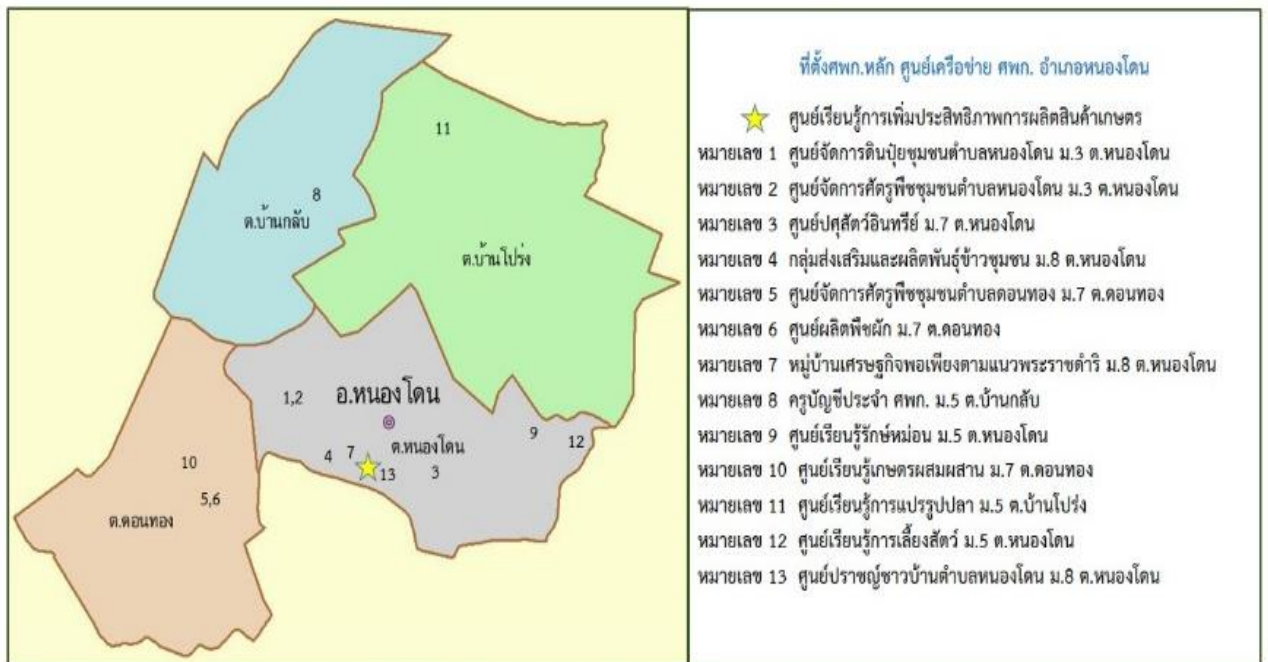 11
8
ต.บ้านกลับ
ต.บ้านโปร่ง
1,2
อ.หนองโดน
ต.หนองโดน
9
12
4
7
13
3
10
5,6
ต.ดอนทอง
ที่ตั้งศพก.หลัก ศูนย์เครือข่าย ศพก. อำเภอหนองโดน
ศูนย์เรียนรู้การเพิ่มประสิทธิภาพการผลิตสินค้าเกษตร
หมายเลข 1 ศูนย์จัดการดินปุ๋ยชุมชนตำบลหนองโดน ม.3 ต.หนองโดน
หมายเลข 2 ศูนย์จัดการศัตรูพืชชุมชนตำบลหนองโดน ม.3 ต.หนองโดน
หมายเลข 3 ศูนย์ปศุสัตว์อินทรีย์ ม.7 ต.หนองโดน
หมายเลข 4 กลุ่มส่งเสริมและผลิตพันธุ์ข้าวชุมชน ม.8 ต.หนองโดน
หมายเลข 5 ศูนย์จัดการศัตรูพืชชุมชนตำบลดอนทอง ม.7 ต.ดอนทอง
หมายเลข 6 ศูนย์ผลิตพืชผัก ม.7 ต.ดอนทอง
หมายเลข 7 หมู่บ้านเศรษฐกิจพอเพียงตามแนวพระราชดำริ ม.8 ต.หนองโดน
หมายเลข 8 ครูบัญชีประจำ ศพก. ม.5 ต.บ้านกลับ
หมายเลข 9 ศูนย์เรียนรู้รักษ์หม่อน ม.5 ต.หนองโดน
หมายเลข 10 ศูนย์เรียนรู้เกษตรผสมผสาน ม.7 ต.ดอนทอง
หมายเลข 11 ศูนย์เรียนรู้การแปรรูปปลา ม.5 ต.บ้านโปร่ง
หมายเลข 12 ศูนย์เรียนรู้การเลี้ยงสัตว์ ม.5 ต.หนองโดน
หมายเลข 13 ศูนย์ปราชญ์ชาวบ้านตำบลหนองโดน ม.8 ต.หนองโดน